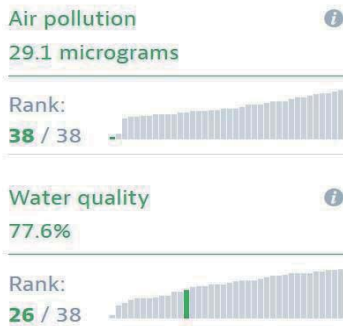 Air pollution
29.1 micrograms
Rank:
38 / 38
Water quality
77.6%
Rank:
26 / 38